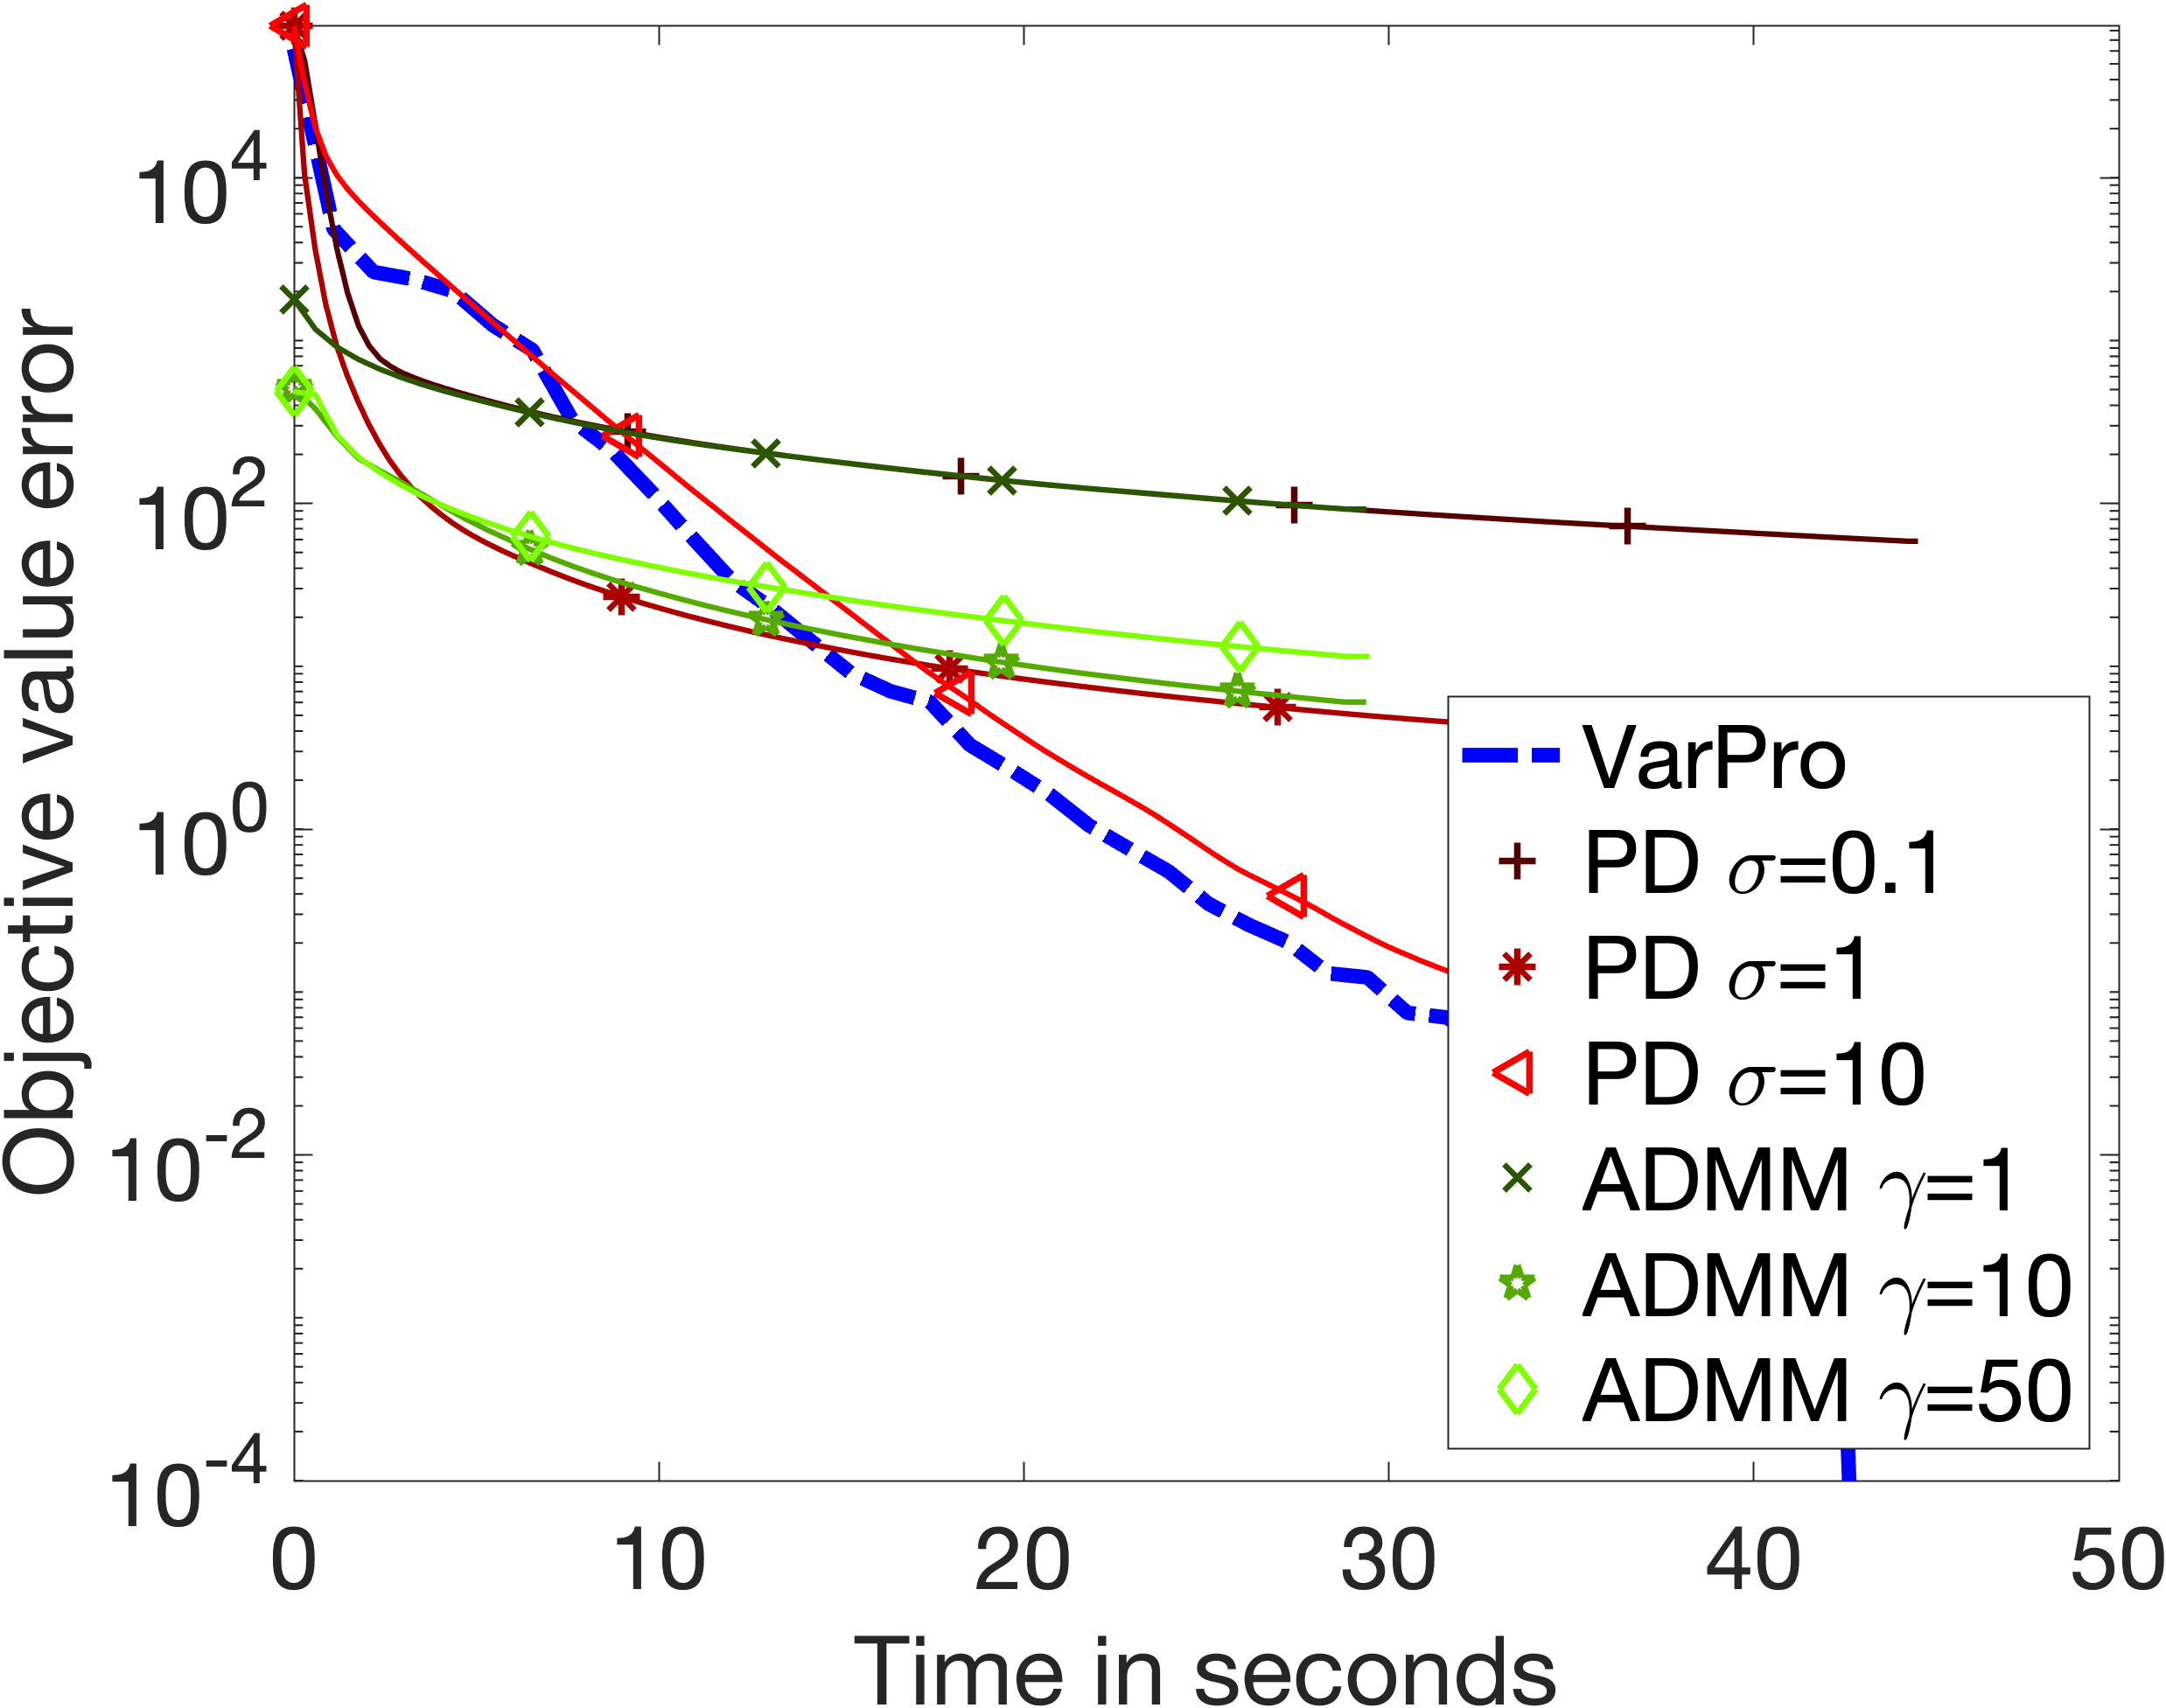 Objective value error
10^4
10^2
10^0
10^-2
10^-4
0 10 20 30 40 50
Time in seconds
VarPro
PD σ=0.1
PD σ=1
PD σ=10
ADMM γ=1
ADMM γ=10
ADMM γ=50